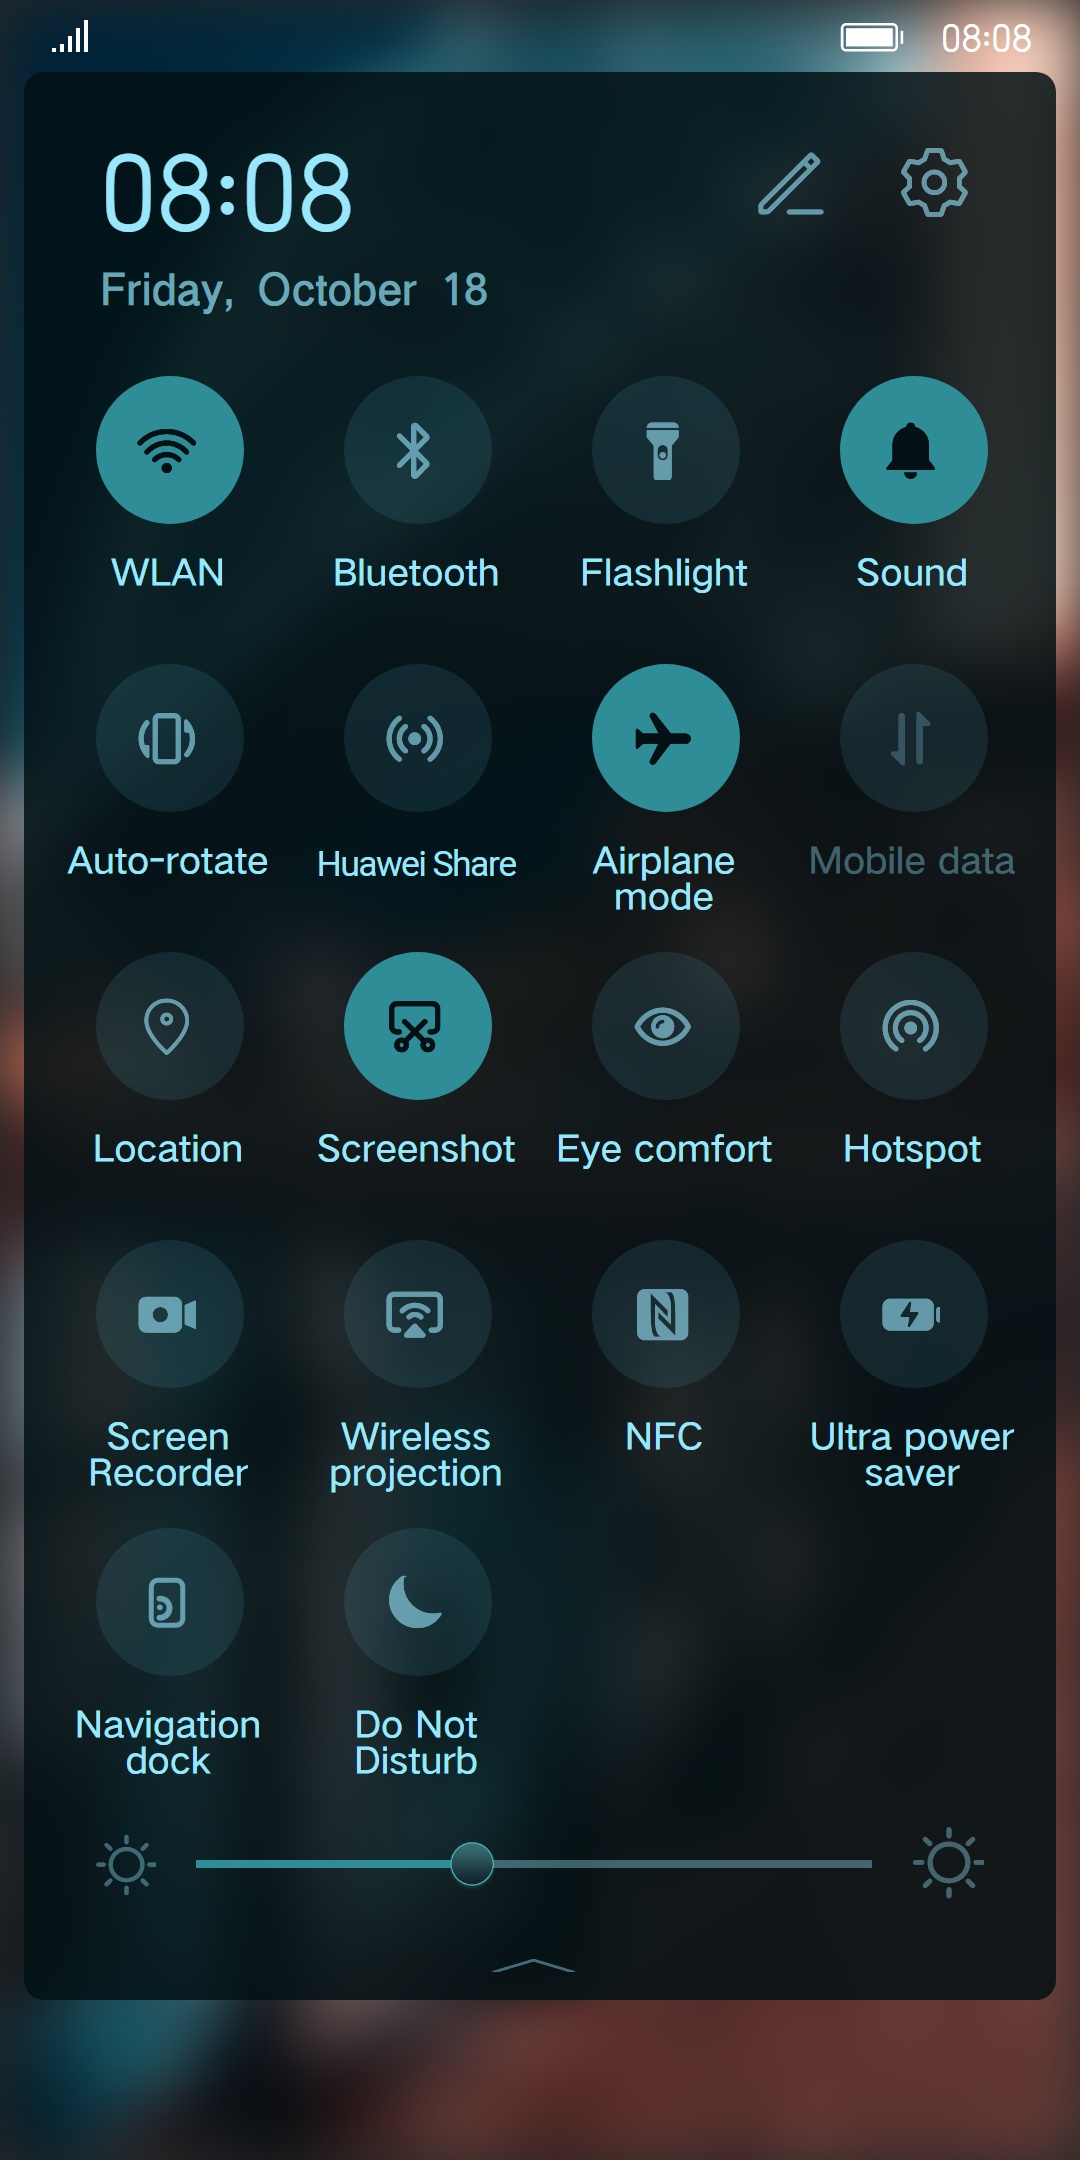 08:08
08:08
Friday, October 18
WLAN Bluetooth Flashlight Sound
Auto-rotate Huawei Share Airplane mode Mobile data
Location Screenshot Eye comfort Hotspot
Screen Recorder Wireless projection NFC Ultra power saver
Navigation dock Do Not Disturb